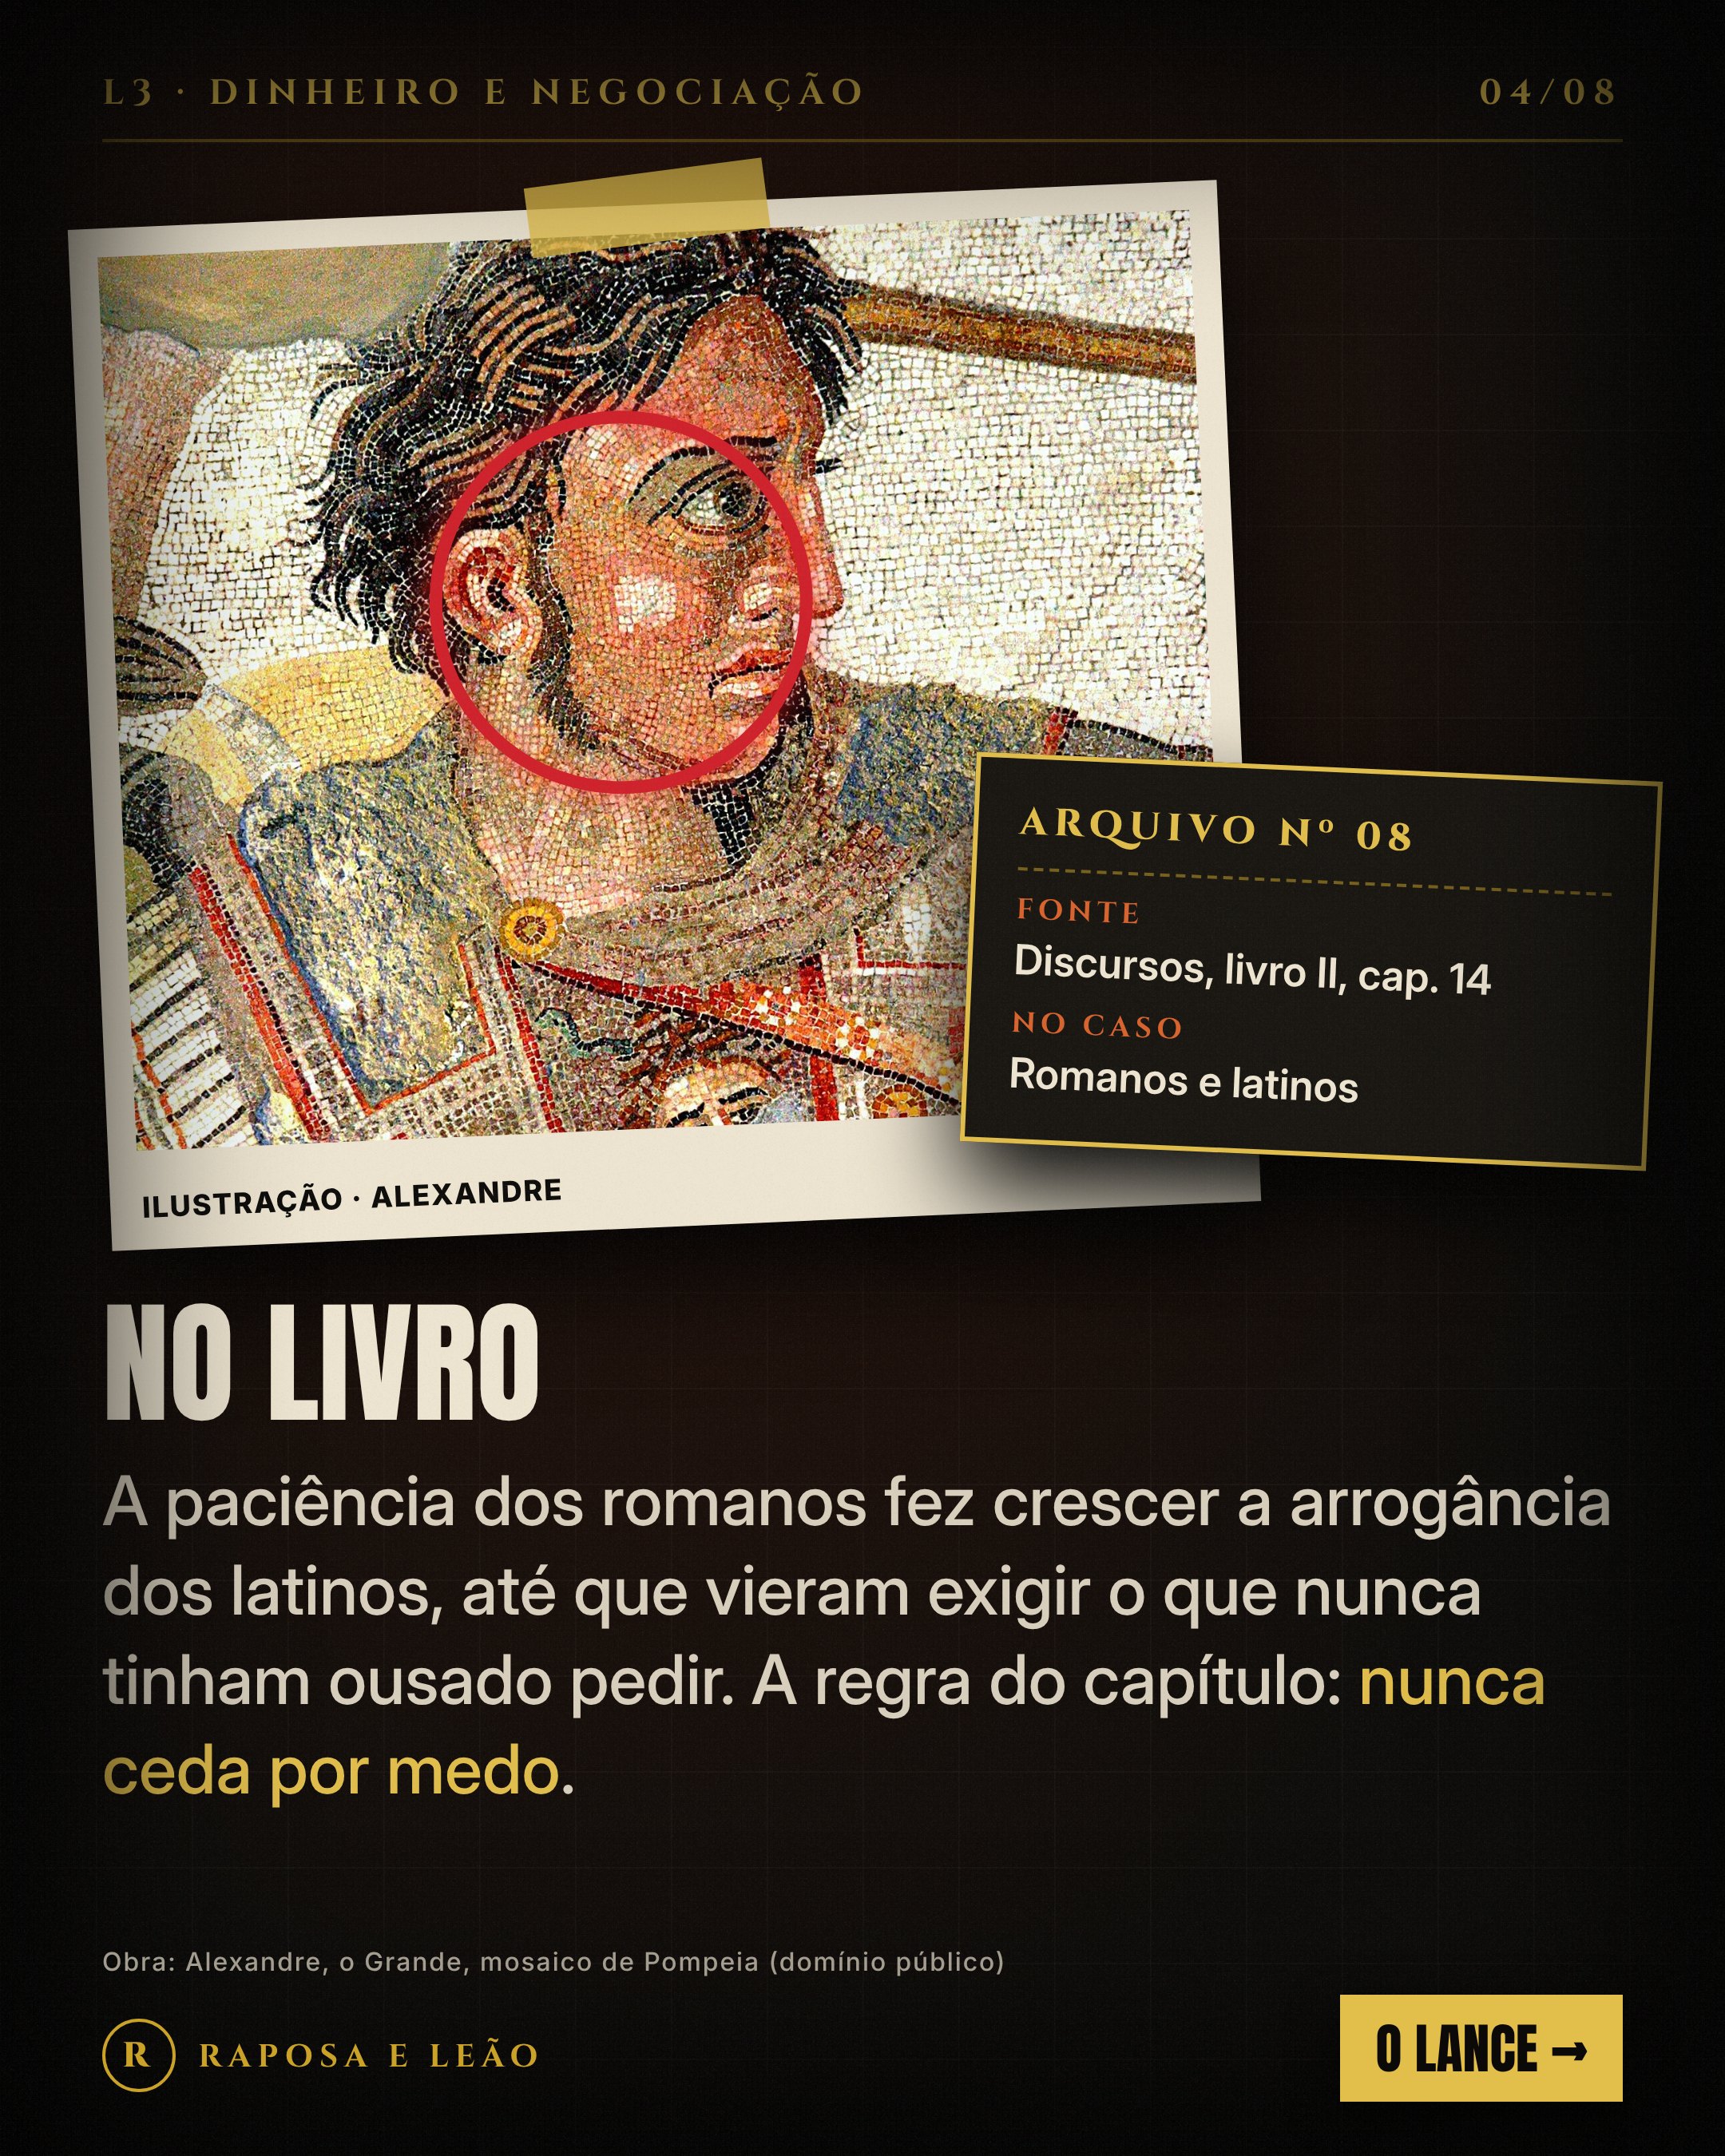 L3 · DINHEIRO E NEGOCIAÇÃO
04/08
ARQUIVO Nº 08
FONTE
Discursos, livro II, cap. 14
NO CASO
Romanos e latinos
ILUSTRAÇÃO · ALEXANDRE
NO LIVRO
A paciência dos romanos fez crescer a arrogância
dos latinos, até que vieram exigir o que nunca
tinham ousado pedir. A regra do capítulo: nunca
ceda por medo.
Obra: Alexandre, o Grande, mosaico de Pompeia (domínio público)
R RAPOSA E LEÃO
O LANCE →